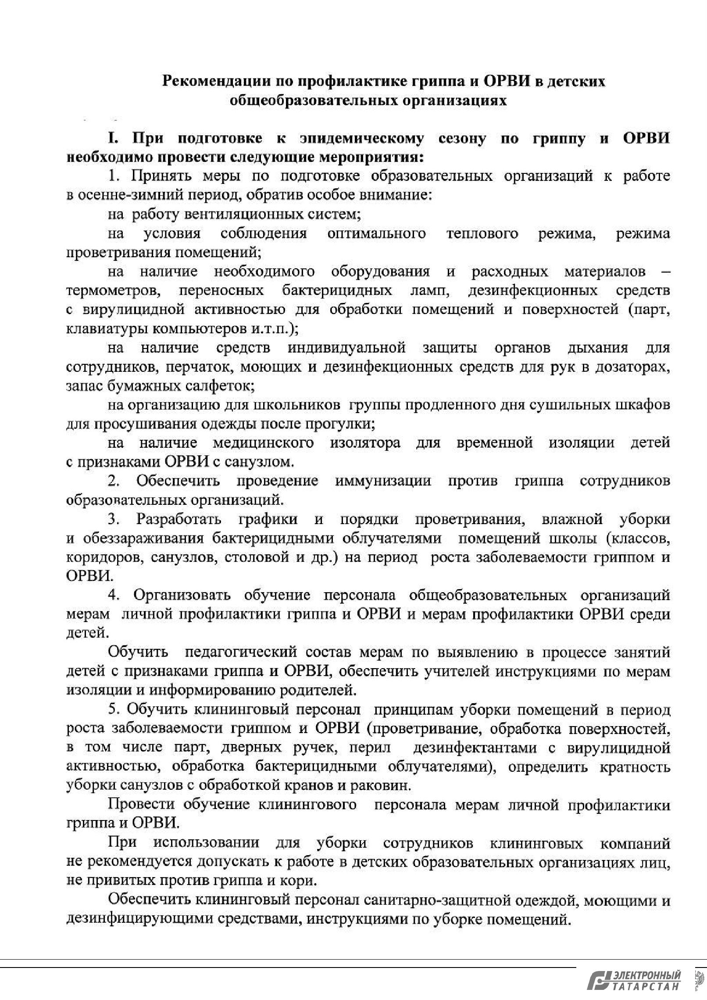 Рекомендации по профилактике гриппа и ОРВИ в детских
общеобразовательных организациях
I. При подготовке к эпидемическому сезону по гриппу и ОРВИ
необходимо провести следующие мероприятия:
1. Принять меры по подготовке образовательных организаций к работе
в осенне-зимний период, обратив особое внимание:
на работу вентиляционных систем;
на условия соблюдения оптимального теплового режима, режима
проветривания помещений;
на наличие необходимого оборудования и расходных материалов –
термометров, переносных бактерицидных ламп, дезинфекционных средств
с вирулицидной активностью для обработки помещений и поверхностей (парт,
клавиатуры компьютеров и.т.п.);
на наличие средств индивидуальной защиты органов дыхания для
сотрудников, перчаток, моющих и дезинфекционных средств для рук в дозаторах,
запас бумажных салфеток;
на организацию для школьников группы продленного дня сушильных шкафов
для просушивания одежды после прогулки;
на наличие медицинского изолятора для временной изоляции детей
с признаками ОРВИ с санузлом.
2. Обеспечить проведение иммунизации против гриппа сотрудников
образовательных организаций.
3. Разработать графики и порядки проветривания, влажной уборки
и обеззараживания бактерицидными облучателями помещений школы (классов,
коридоров, санузлов, столовой и др.) на период роста заболеваемости гриппом и
ОРВИ.
4. Организовать обучение персонала общеобразовательных организаций
мерам личной профилактики гриппа и ОРВИ и мерам профилактики ОРВИ среди
детей.
Обучить педагогический состав мерам по выявлению в процессе занятий
детей с признаками гриппа и ОРВИ, обеспечить учителей инструкциями по мерам
изоляции и информированию родителей.
5. Обучить клининговый персонал принципам уборки помещений в период
роста заболеваемости гриппом и ОРВИ (проветривание, обработка поверхностей,
в том числе парт, дверных ручек, перил дезинфектантами с вирулицидной
активностью, обработка бактерицидными облучателями), определить кратность
уборки санузлов с обработкой кранов и раковин.
Провести обучение клинингового персонала мерам личной профилактики
гриппа и ОРВИ.
При использовании для уборки сотрудников клининговых компаний
не рекомендуется допускать к работе в детских образовательных организациях лиц,
не привитых против гриппа и кори.
Обеспечить клининговый персонал санитарно-защитной одеждой, моющими и
дезинфицирующими средствами, инструкциями по уборке помещений.
ЭЛЕКТРОННЫЙ
ТАТАРСТАН